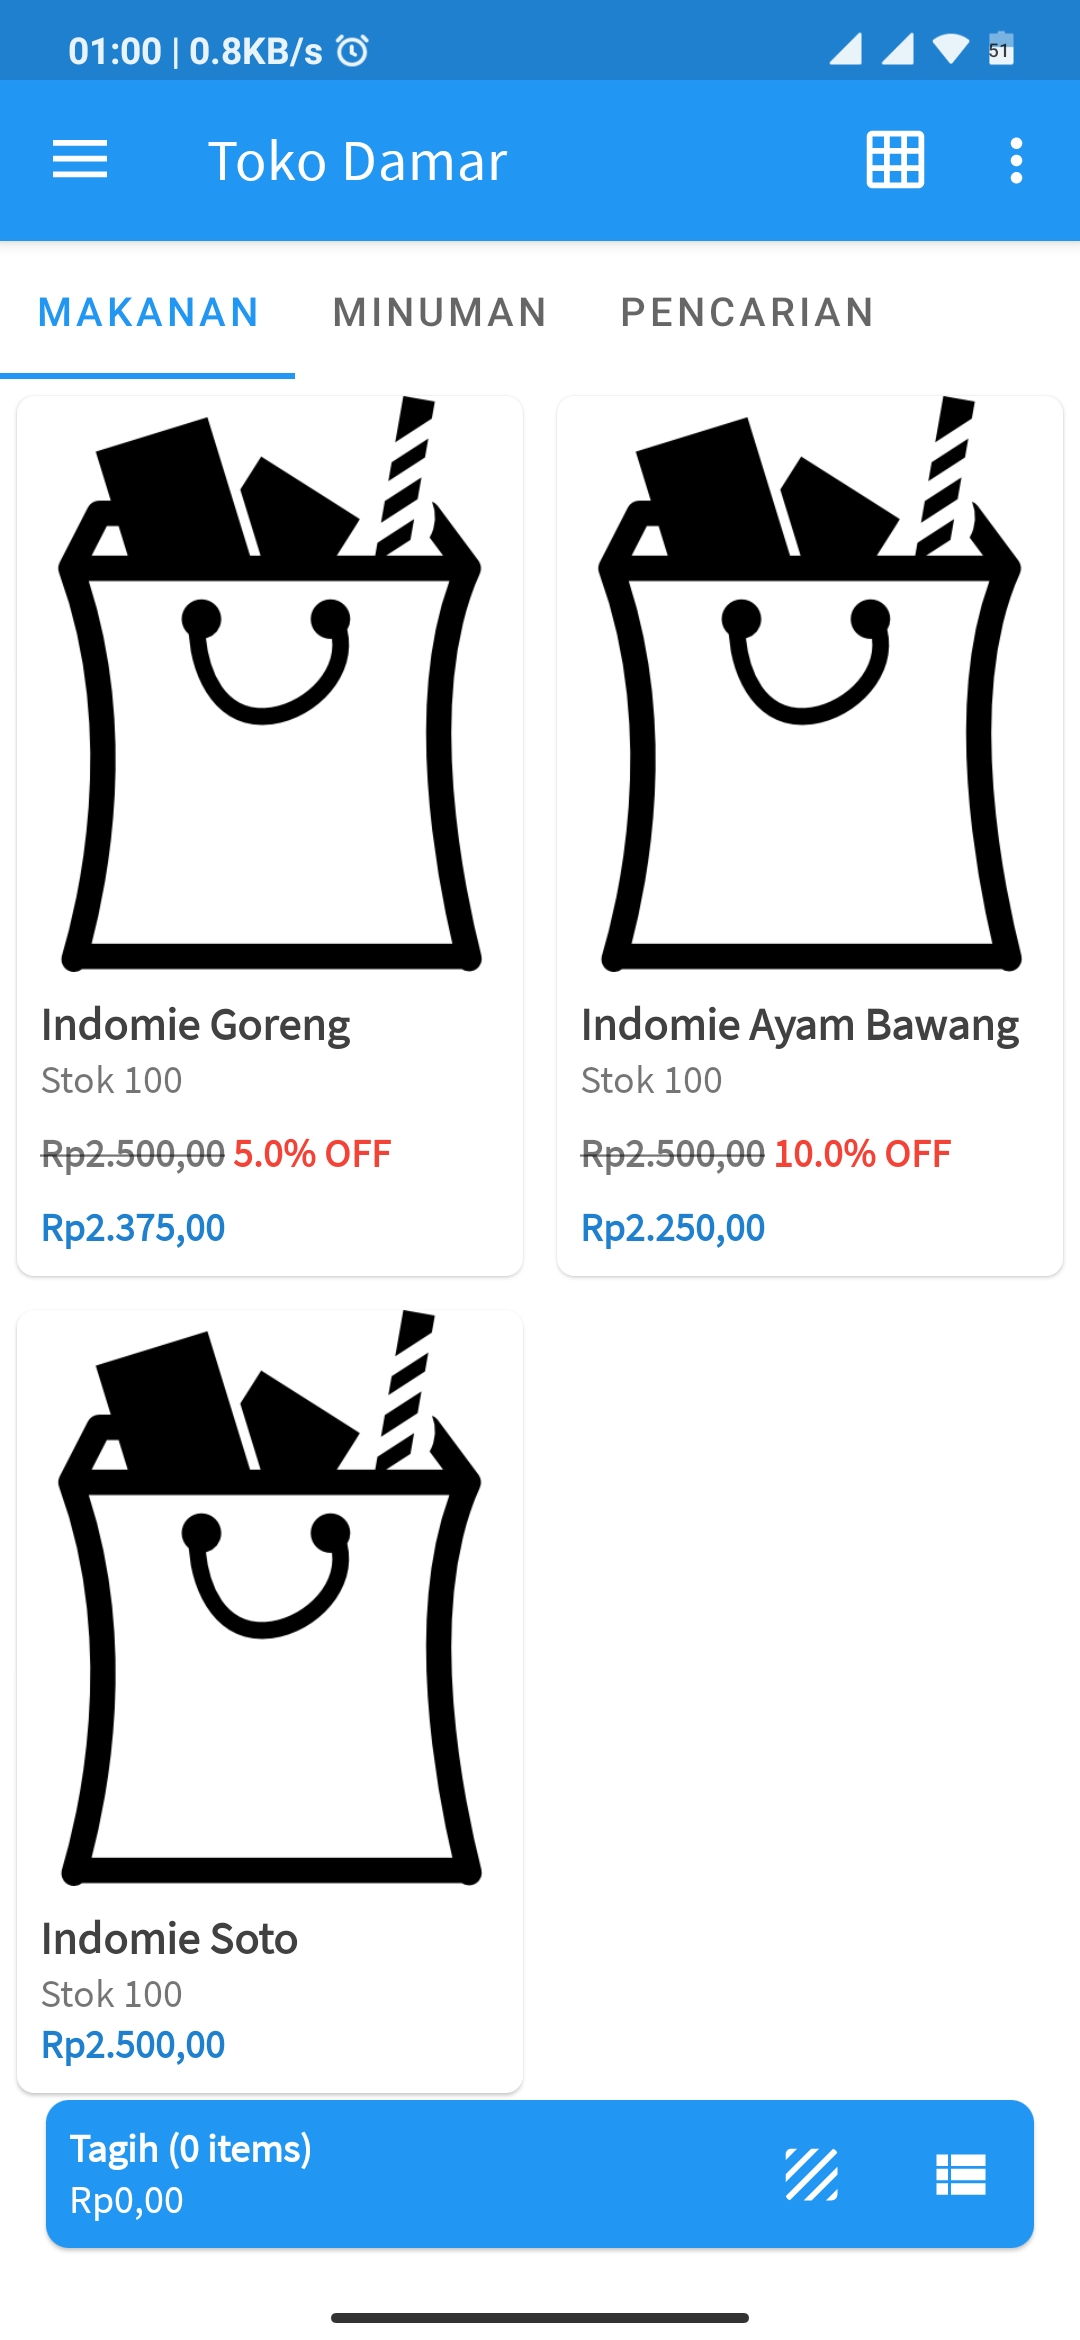 01:00 | 0.8KB/s
51
Toko Damar
MAKANAN MINUMAN PENCARIAN
Indomie Goreng
Stok 100
Rp2.500,00 5.0% OFF
Rp2.375,00
Indomie Ayam Bawang
Stok 100
Rp2.500,00 10.0% OFF
Rp2.250,00
Indomie Soto
Stok 100
Rp2.500,00
Tagih (0 items)
Rp0,00